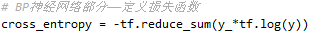 # BP神经网络部分——定义损失函数
cross_entropy = -tf.reduce_sum(y_*tf.log(y))